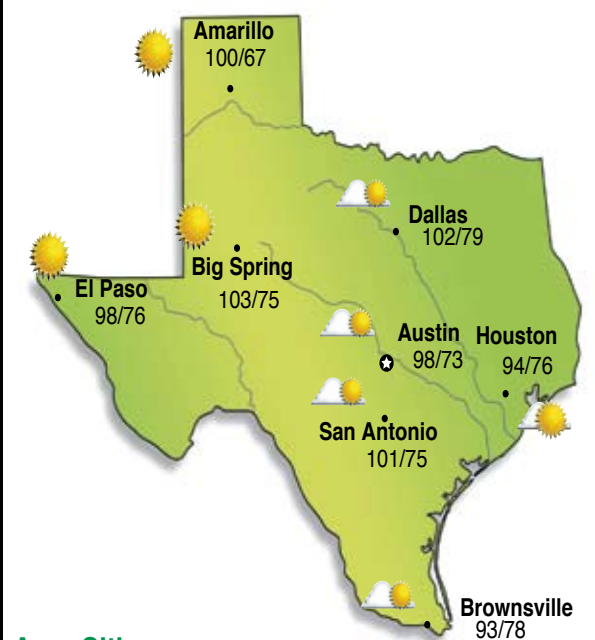 Amarillo
100/67
Dallas
102/79
Big Spring
103/75
El Paso
98/76
Austin Houston
98/73 94/76
San Antonio
101/75
Brownsville
93/78